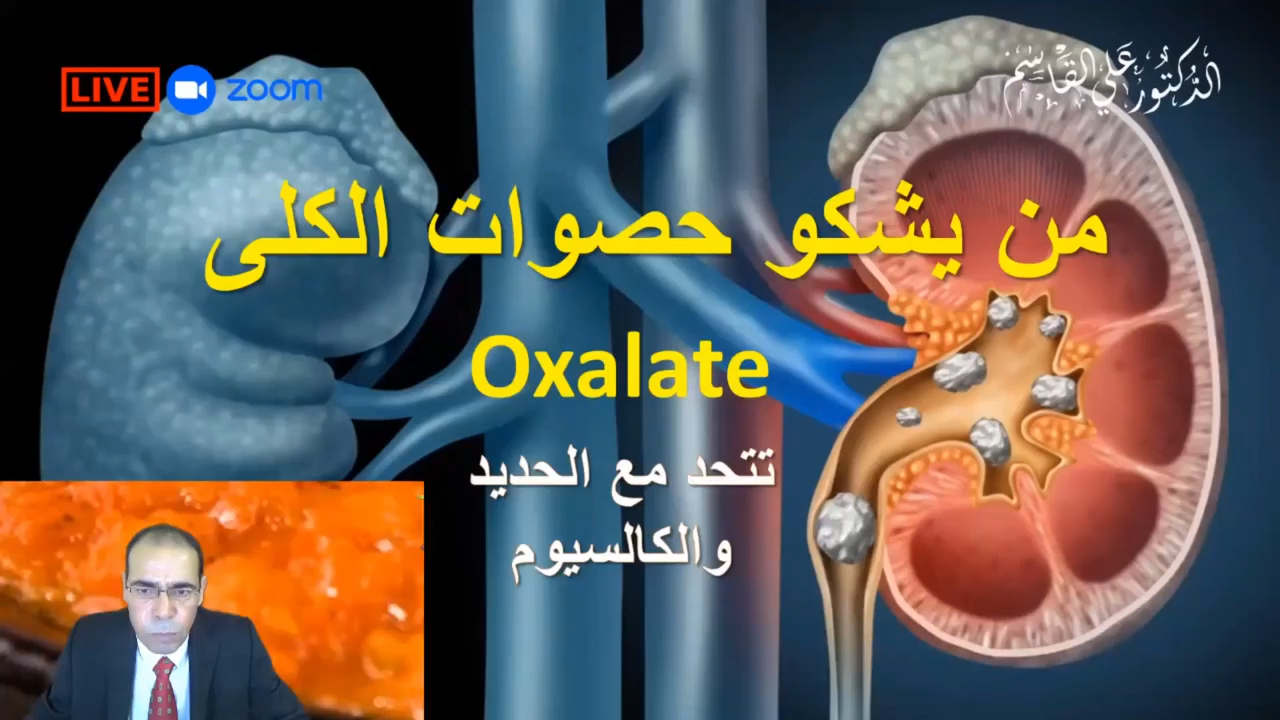 LIVE zoom
الدكتور علي القاسم
من يشكو حصوات الكلى
Oxalate
تتحد مع الحديد
والكالسيوم